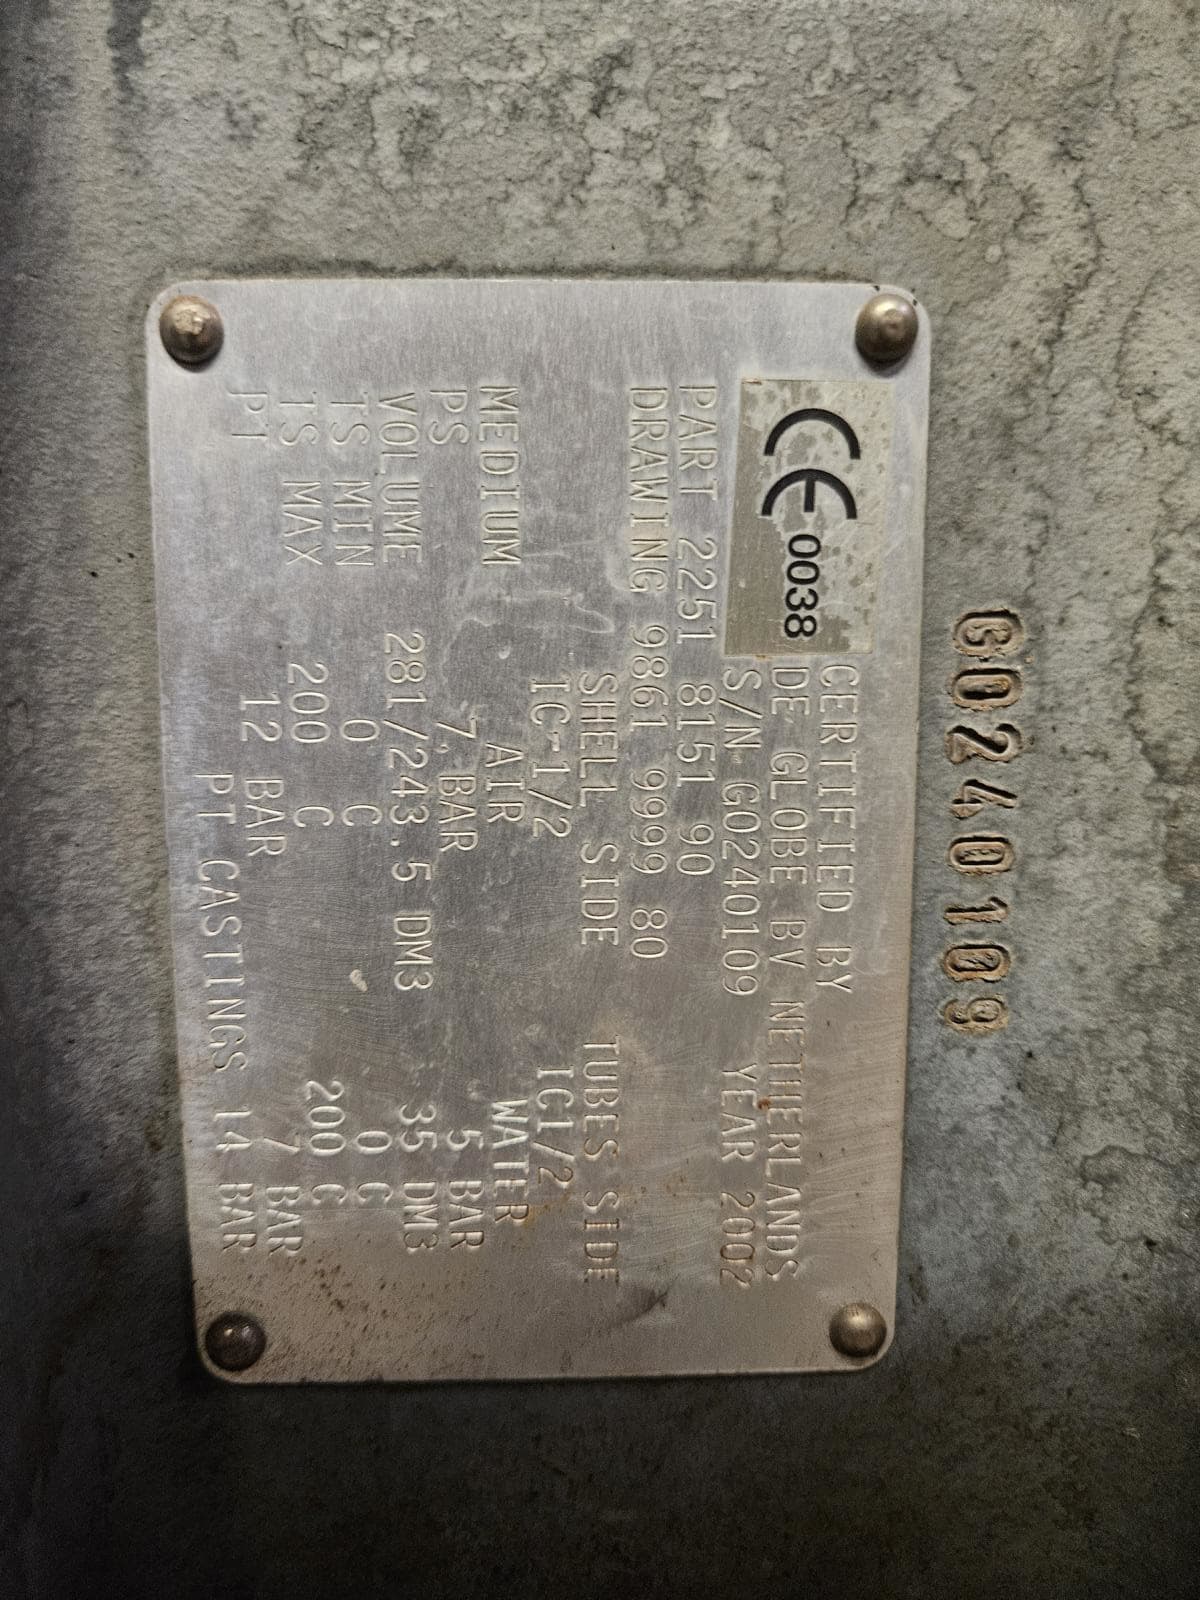 G0240109
CE 0038
CERTIFIED BY
DE GLOBE BV NETHERLANDS
S/N G0240109 YEAR 2002
PART 2251 8151 90
DRAWING 9861 9999 80
SHELL SIDE TUBES SIDE
IC-1/2 IC1/2
MEDIUM AIR WATER
PS 7,BAR 5 BAR
VOLUME 281/243.5 DM3 35 DM3
TS MIN 0 C 0 C
TS MAX 200 C 200 C
PT 12 BAR 7 BAR
PT CASTINGS 14 BAR